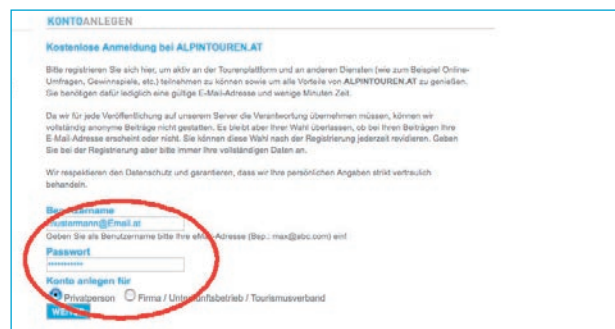 KONTOANLEGEN
Kostenlose Anmeldung bei ALPINTOUREN.AT
Bitte registrieren Sie sich hier, um aktiv an der Tourenplattform und an anderen Diensten (wie zum Beispiel Online-
Umfragen, Gewinnspiele, etc.) teilnehmen zu können sowie um alle Vorteile von ALPINTOUREN.AT zu genießen.
Sie benötigen dafür lediglich eine gültige E-Mail-Adresse und wenige Minuten Zeit.
Da wir für jede Veröffentlichung auf unserem Server die Verantwortung übernehmen müssen, können wir
vollständig anonyme Beiträge nicht gestatten. Es bleibt aber Ihrer Wahl überlassen, ob bei Ihren Beiträgen Ihre
E-Mail-Adresse erscheint oder nicht. Sie können diese Wahl nach der Registrierung jederzeit revidieren. Geben
Sie bei der Registrierung aber bitte immer Ihre vollständigen Daten an.
Wir respektieren den Datenschutz und garantieren, dass wir Ihre persönlichen Angaben strikt vertraulich
behandeln.
Benutzername
mustermann@Email.at
Geben Sie als Benutzername bitte Ihre eMail-Adresse (Bsp.: max@abc.com) ein!
Passwort
***********
Konto anlegen für
Privatperson Firma / Unterkunftsbetrieb / Tourismusverband
WEITER